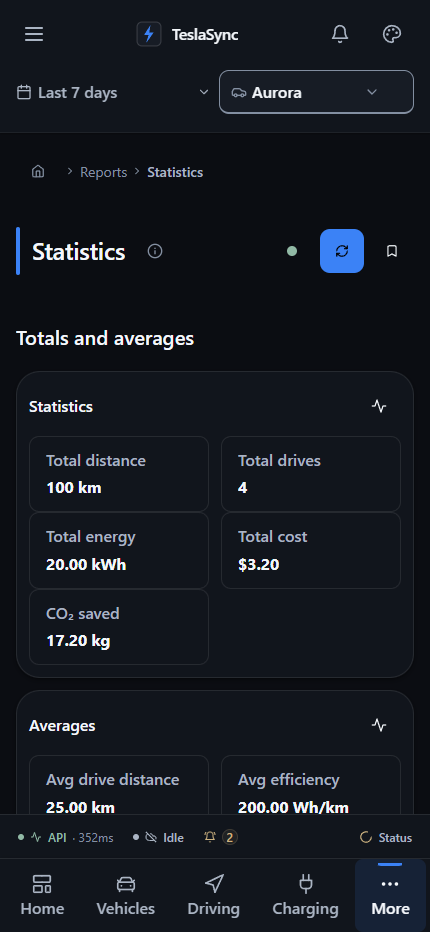 TeslaSync
Last 7 days
Aurora
Reports
Statistics
Statistics
Totals and averages
Statistics
Total distance
100 km
Total drives
4
Total energy
20.00 kWh
Total cost
$3.20
CO₂ saved
17.20 kg
Averages
Avg drive distance
25.00 km
Avg efficiency
200.00 Wh/km
API · 352ms
Idle
2
Status
Home
Vehicles
Driving
Charging
More